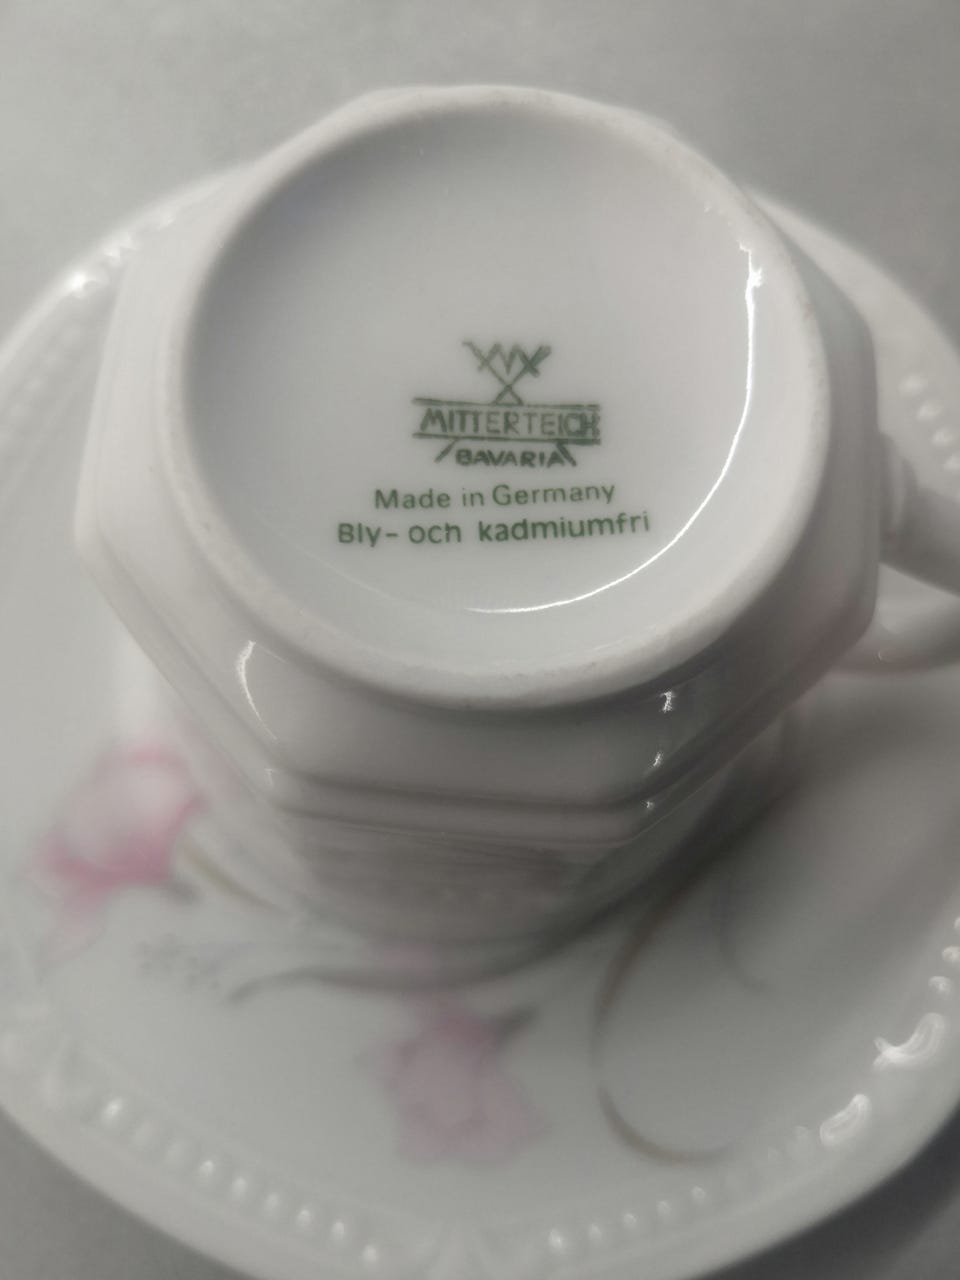 MITTERTEICH
BAVARIA
Made in Germany
Bly- och kadmiumfri